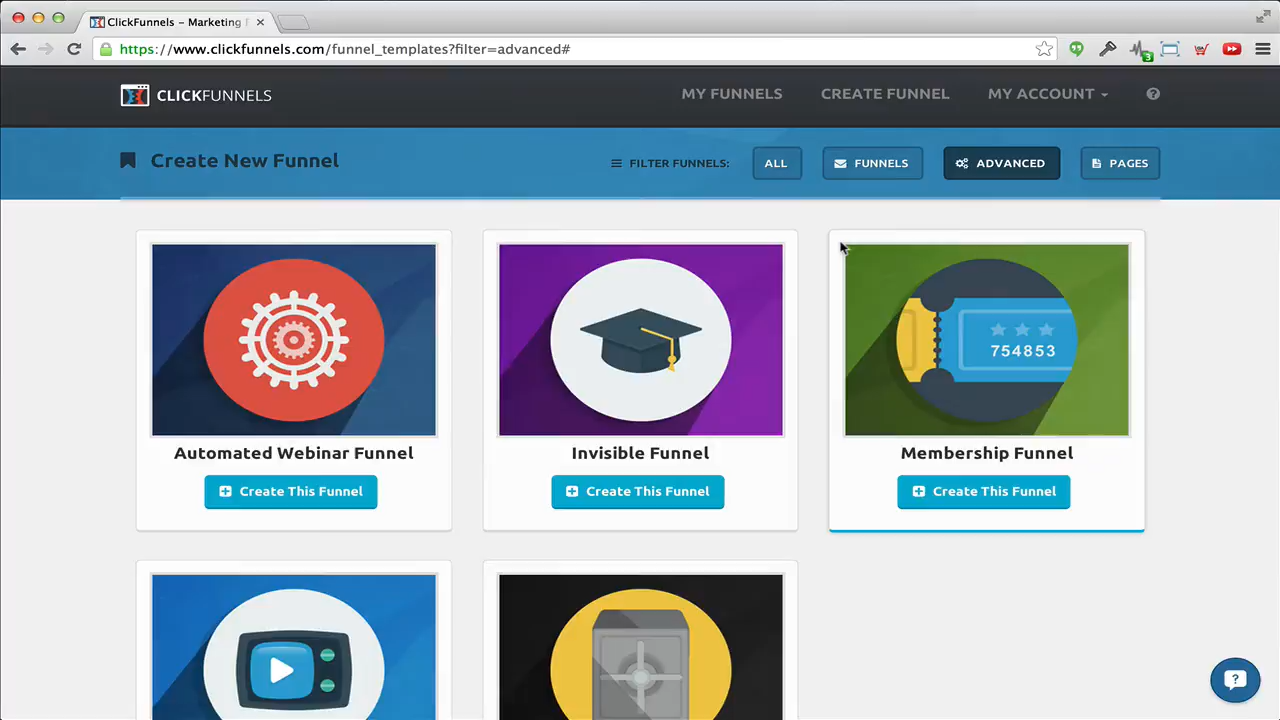 ClickFunnels – Marketing F
https://www.clickfunnels.com/funnel_templates?filter=advanced#
3
CLICKFUNNELS
MY FUNNELS
CREATE FUNNEL
MY ACCOUNT
?
Create New Funnel
FILTER FUNNELS:
ALL
FUNNELS
ADVANCED
PAGES
754853
Automated Webinar Funnel
Invisible Funnel
Membership Funnel
Create This Funnel
Create This Funnel
Create This Funnel
?